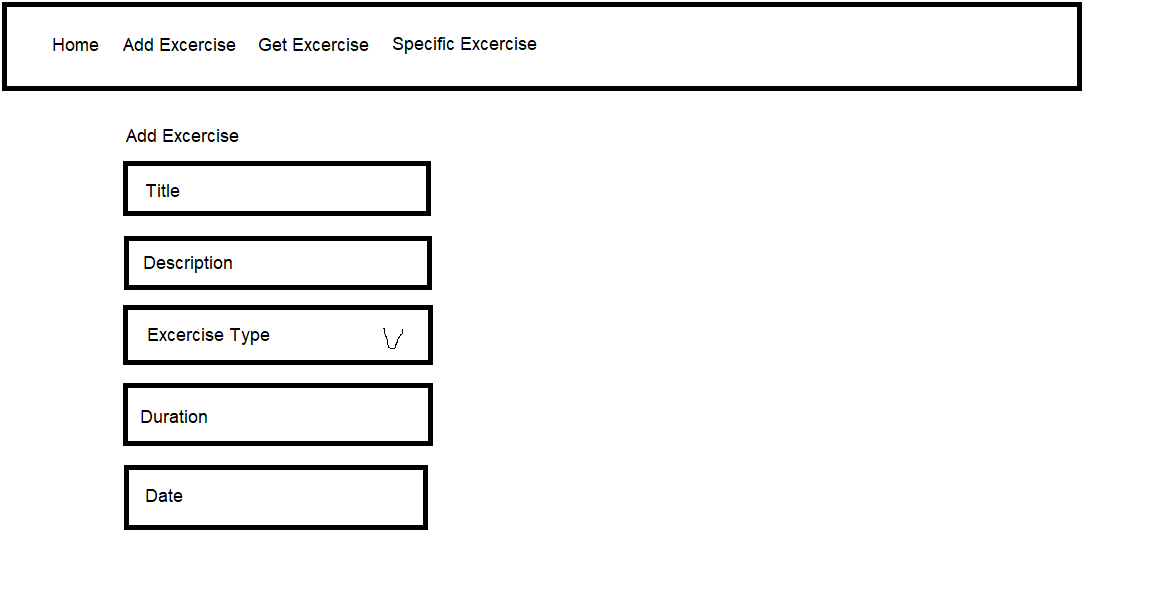 Home Add Excercise Get Excercise Specific Excercise
Add Excercise
Title
Description
Excercise Type
Duration
Date